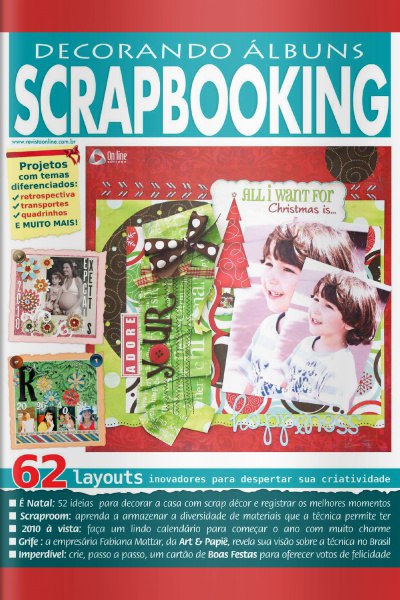 DECORANDO ÁLBUNS
SCRAPBOOKING
www.revistaonline.com.br
Projetos
com temas
diferenciados:
✓ retrospectiva
✓ transportes
✓ quadrinhos
E MUITO MAIS!
On line
EDITORA
ALL i WANT FOR
Christmas is...
ADORE
YOUR
happiness
R
62 layouts inovadores para despertar sua criatividade
■ É Natal: 52 ideias para decorar a casa com scrap décor e registrar os melhores momentos
■ Scraproom: aprenda a armazenar a diversidade de materiais que a técnica permite ter
■ 2010 à vista: faça um lindo calendário para começar o ano com muito charme
■ Grife : a empresária Fabiana Mattar, da Art & Papiê, revela sua visão sobre a técnica no Brasil
■ Imperdível: crie, passo a passo, um cartão de Boas Festas para oferecer votos de felicidade